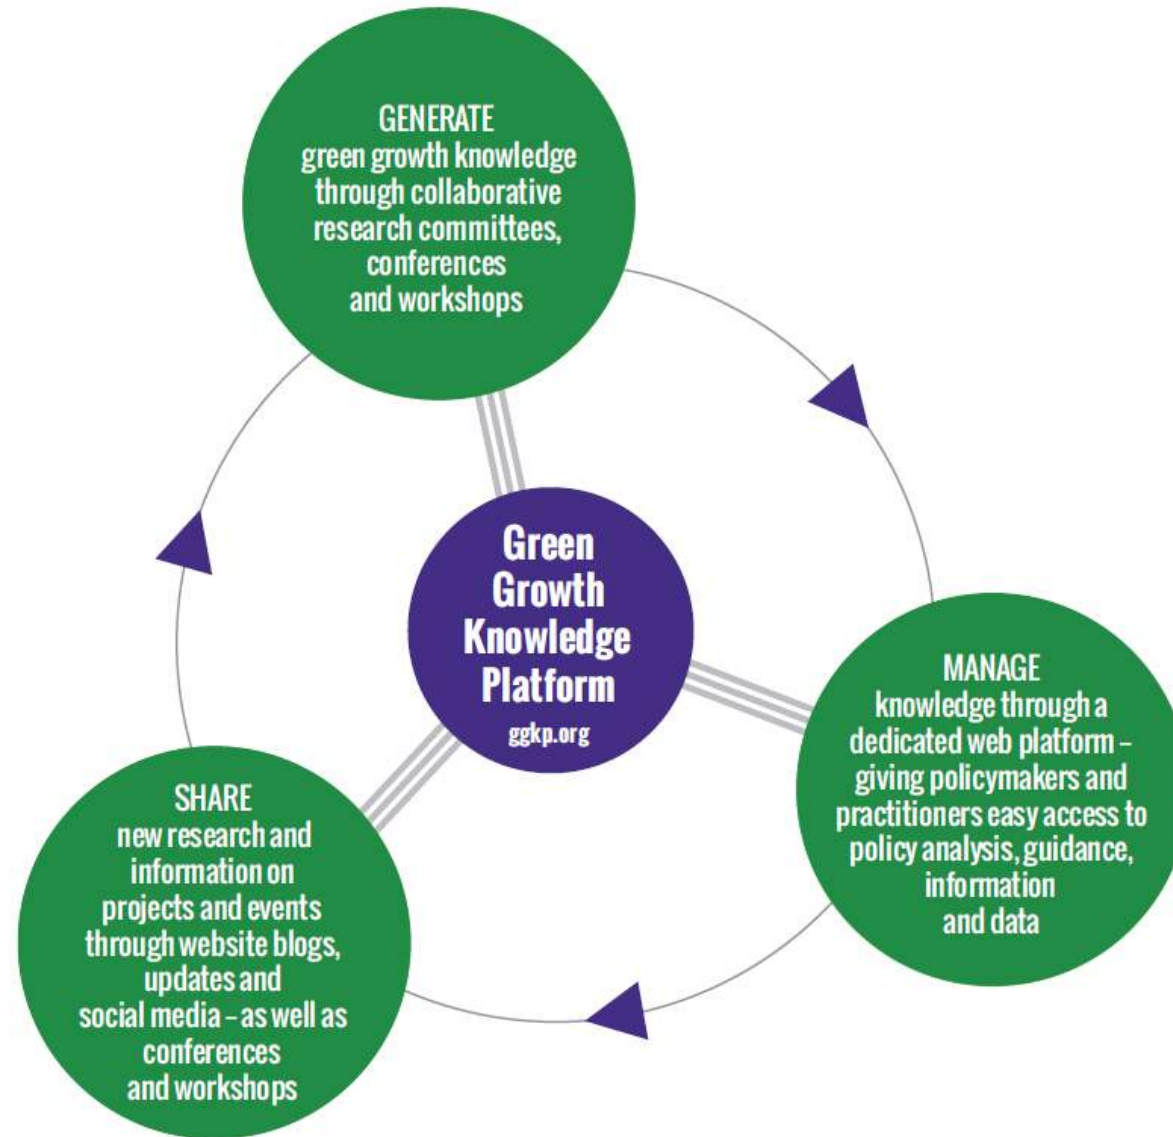 GENERATE
green growth knowledge
through collaborative
research committees,
conferences
and workshops
Green
Growth
Knowledge
Platform
ggkp.org
MANAGE
knowledge through a
dedicated web platform –
giving policymakers and
practitioners easy access to
policy analysis, guidance,
information
and data
SHARE
new research and
information on
projects and events
through website blogs,
updates and
social media – as well as
conferences
and workshops